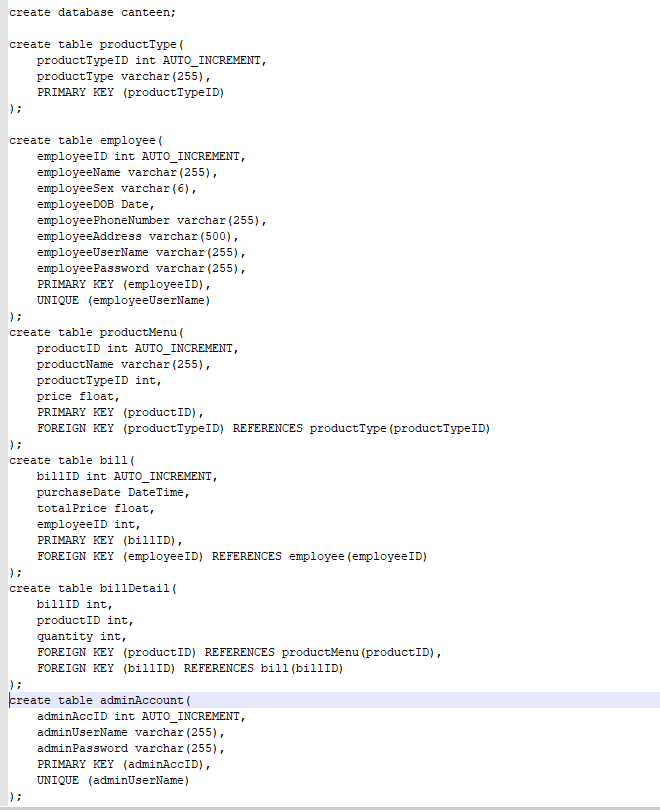 create database canteen;
create table productType(
productTypeID int AUTO_INCREMENT,
productType varchar(255),
PRIMARY KEY (productTypeID)
);
create table employee(
employeeID int AUTO_INCREMENT,
employeeName varchar(255),
employeeSex varchar(6),
employeeDOB Date,
employeePhoneNumber varchar(255),
employeeAddress varchar(500),
employeeUserName varchar(255),
employeePassword varchar(255),
PRIMARY KEY (employeeID),
UNIQUE (employeeUserName)
);
create table productMenu(
productID int AUTO_INCREMENT,
productName varchar(255),
productTypeID int,
price float,
PRIMARY KEY (productID),
FOREIGN KEY (productTypeID) REFERENCES productType(productTypeID)
);
create table bill(
billID int AUTO_INCREMENT,
purchaseDate DateTime,
totalPrice float,
employeeID int,
PRIMARY KEY (billID),
FOREIGN KEY (employeeID) REFERENCES employee(employeeID)
);
create table billDetail(
billID int,
productID int,
quantity int,
FOREIGN KEY (productID) REFERENCES productMenu(productID),
FOREIGN KEY (billID) REFERENCES bill(billID)
);
create table adminAccount(
adminAccID int AUTO_INCREMENT,
adminUserName varchar(255),
adminPassword varchar(255),
PRIMARY KEY (adminAccID),
UNIQUE (adminUserName)
);